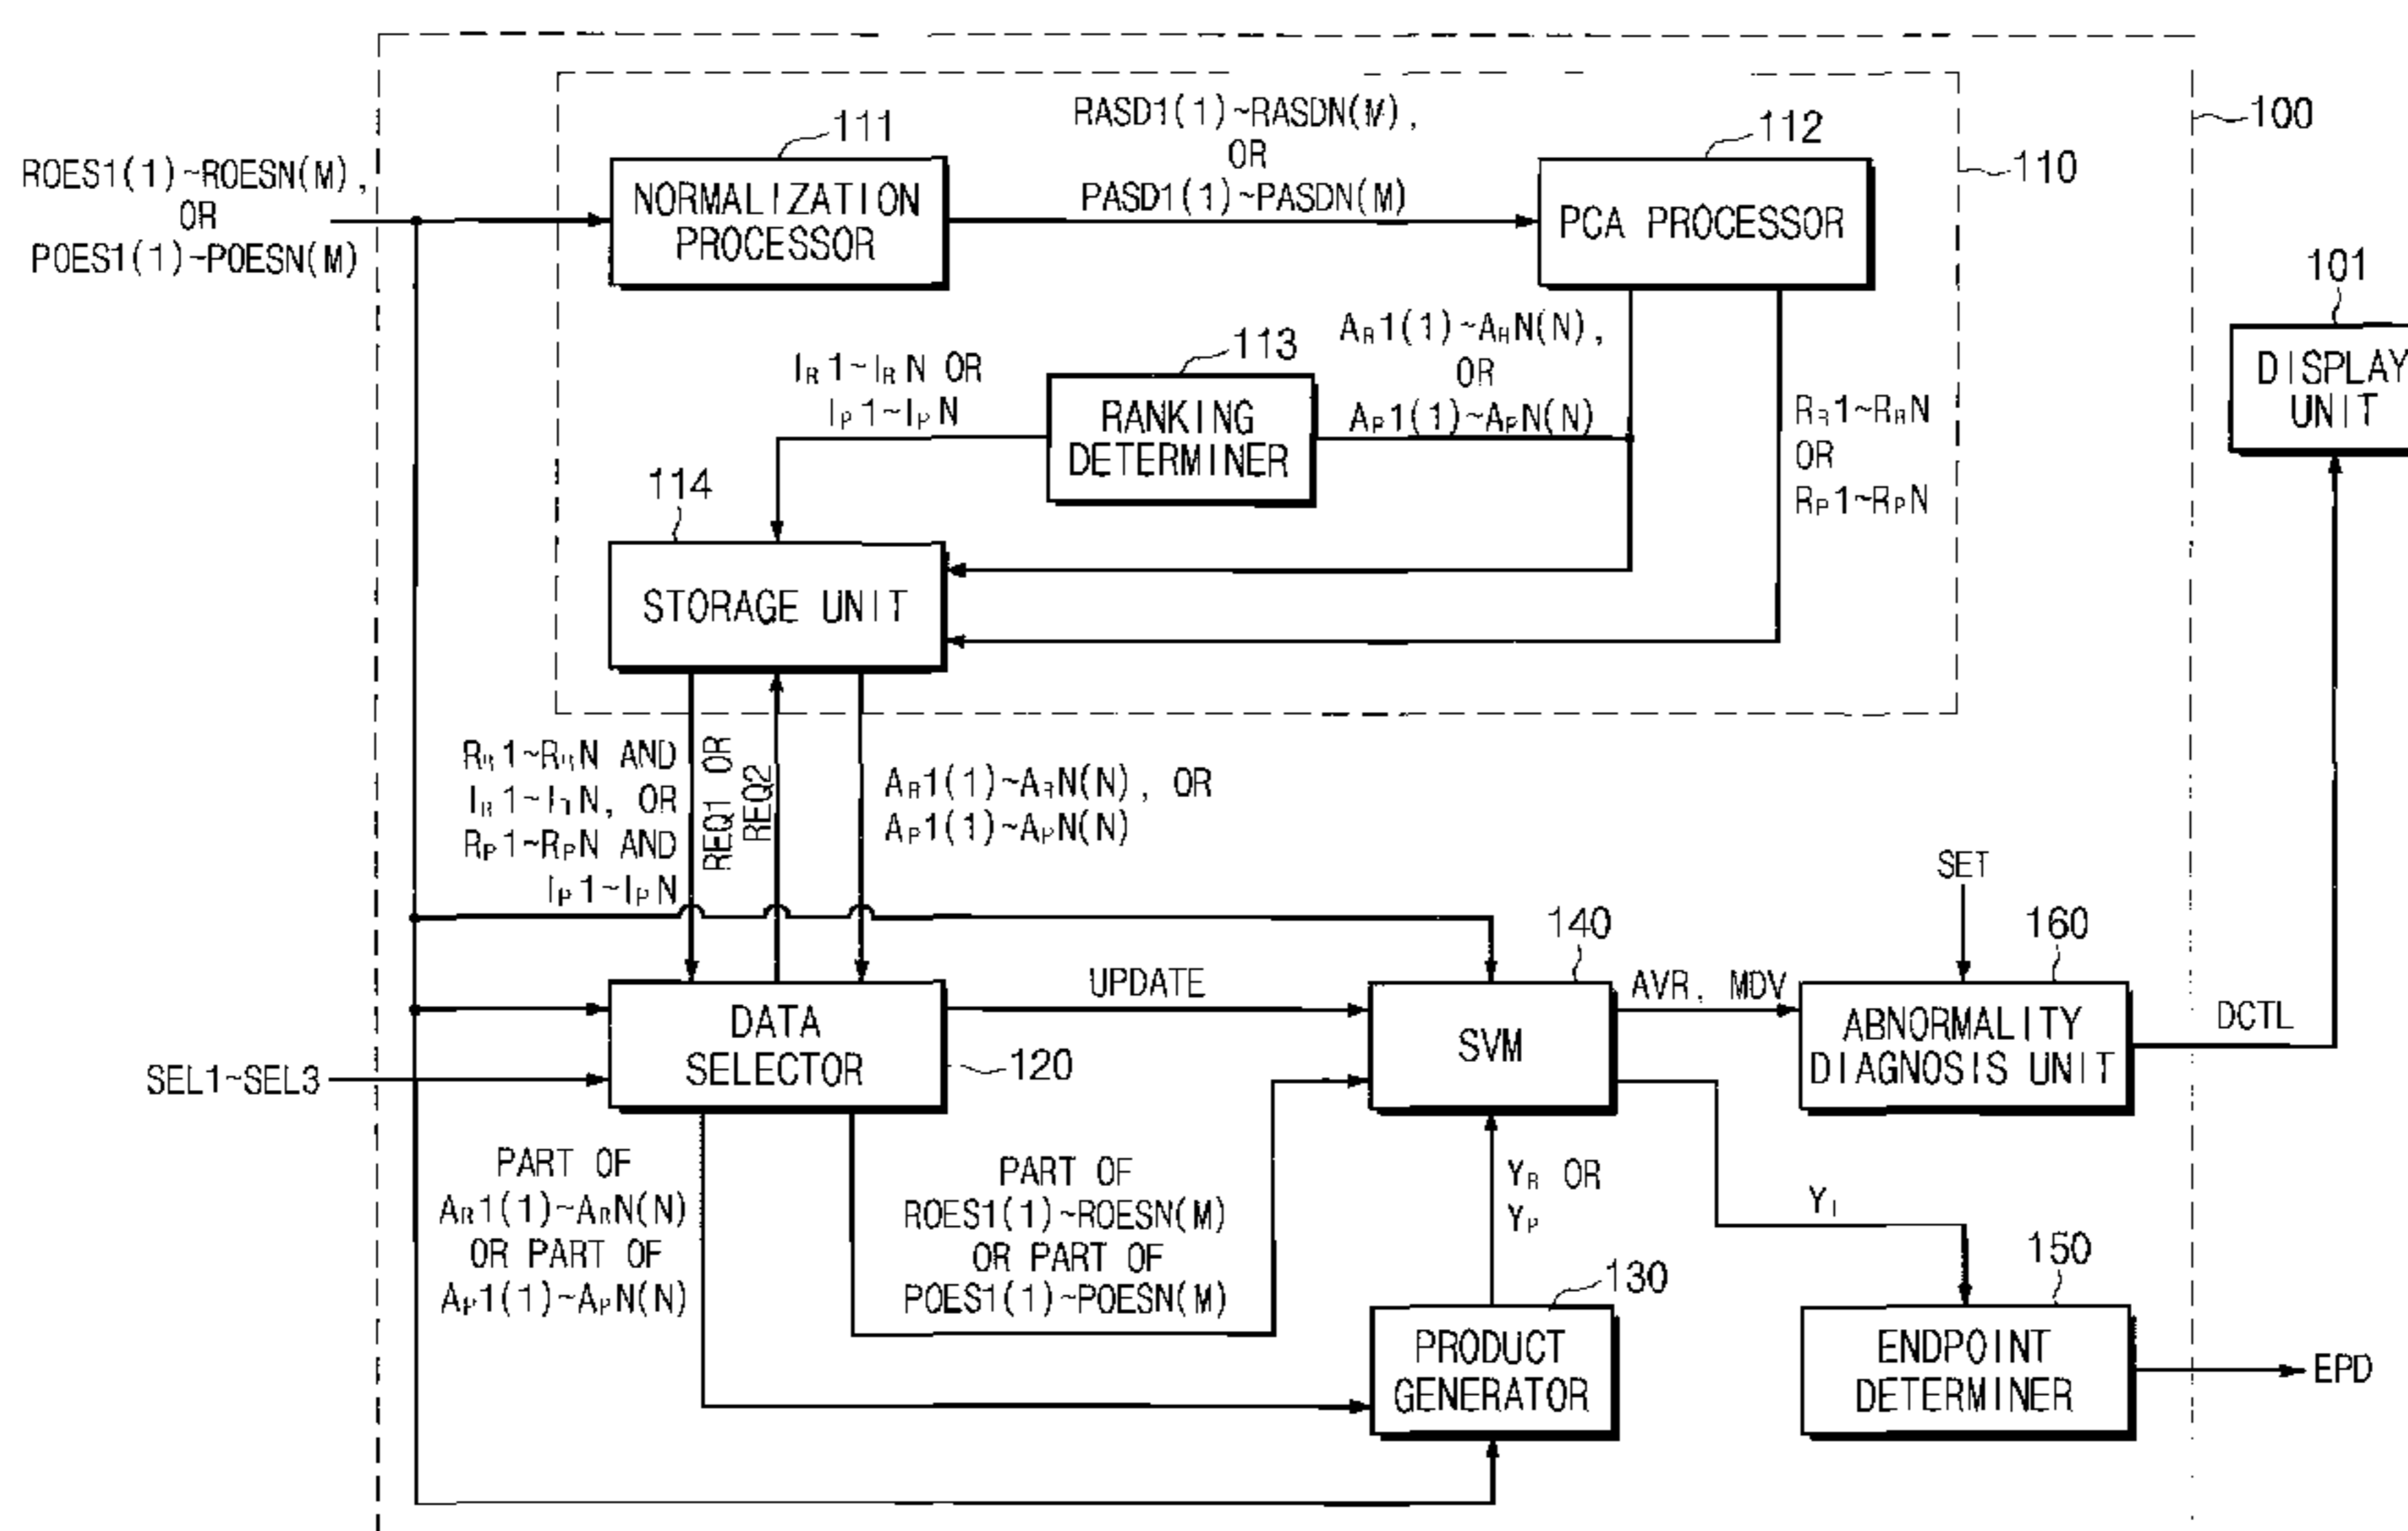 ROES1(1)~ROESN(M),
OR
POES1(1)~POESN(M)
111
NORMALIZATION
PROCESSOR
RASD1(1)~RASDN(M),
OR
PASD1(1)~PASDN(M)
112
PCA PROCESSOR
100
110
101
DISPLAY
UNIT
113
RANKING
DETERMINER
IR1~IRN OR
IP1~IPN
AR1(1)~ARN(N),
OR
AP1(1)~APN(N)
RR1~RRN
OR
RP1~RPN
114
STORAGE UNIT
RR1~RRN AND
IR1~IRN, OR
RP1~RPN AND
IP1~IPN
REQ1 OR
REQ2
AR1(1)~ARN(N), OR
AP1(1)~APN(N)
SEL1~SEL3
DATA
SELECTOR
120
UPDATE
140
SVM
AVR, MDV
SET
160
ABNORMALITY
DIAGNOSIS UNIT
DCTL
PART OF
AR1(1)~ARN(N)
OR PART OF
AP1(1)~APN(N)
PART OF
ROES1(1)~ROESN(M)
OR PART OF
POES1(1)~POESN(M)
YR OR
YP
YI
130
PRODUCT
GENERATOR
150
ENDPOINT
DETERMINER
EPD